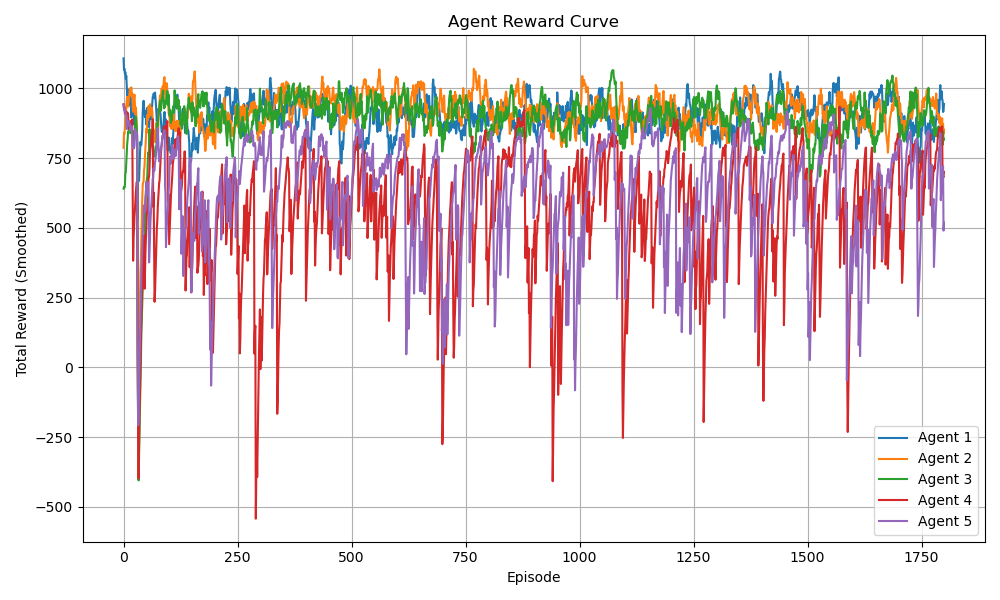 Agent Reward Curve
Total Reward (Smoothed)
1000
750
500
250
0
−250
−500
0 250 500 750 1000 1250 1500 1750
Episode
Agent 1
Agent 2
Agent 3
Agent 4
Agent 5